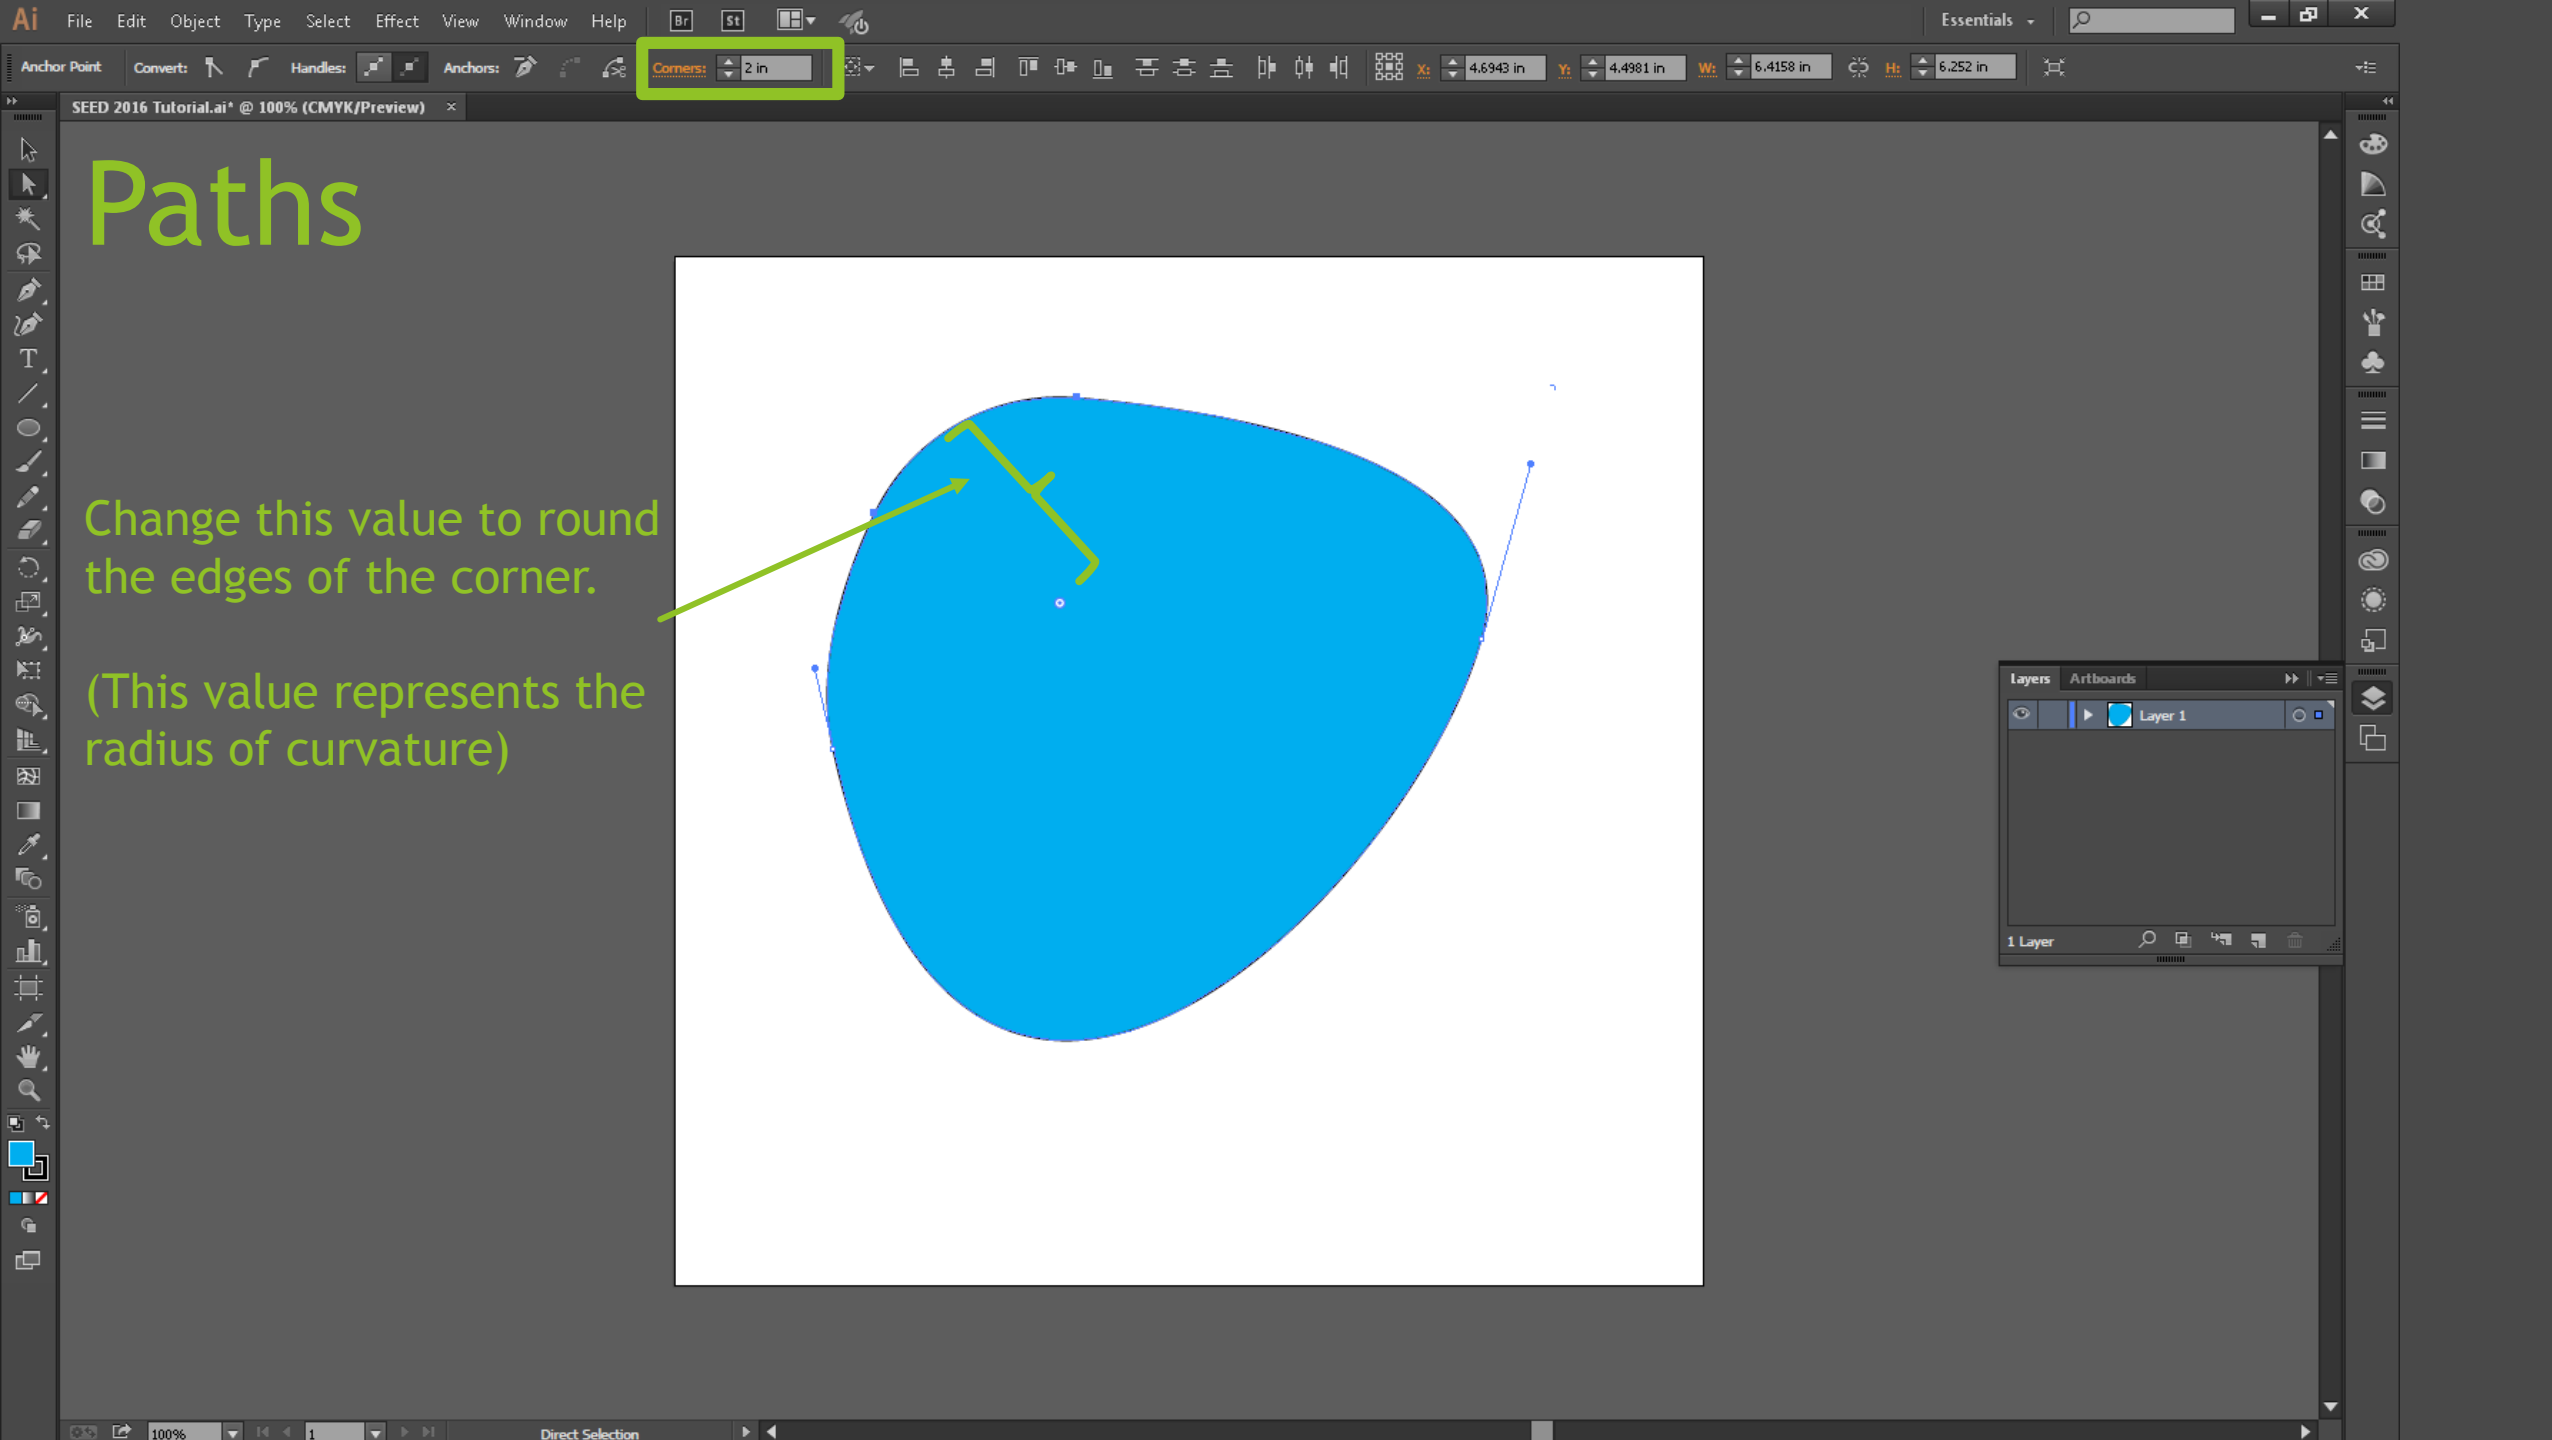 Ai File Edit Object Type Select Effect View Window Help Br St Essentials
Anchor Point Convert: Handles: Anchors: Corners: 2 in X: 4.6943 in Y: 4.4981 in W: 6.4158 in H: 6.252 in
SEED 2016 Tutorial.ai* @ 100% (CMYK/Preview) ×
Paths
Change this value to round
the edges of the corner.
(This value represents the
radius of curvature)
Layers Artboards
Layer 1
1 Layer
100% 1 Direct Selection